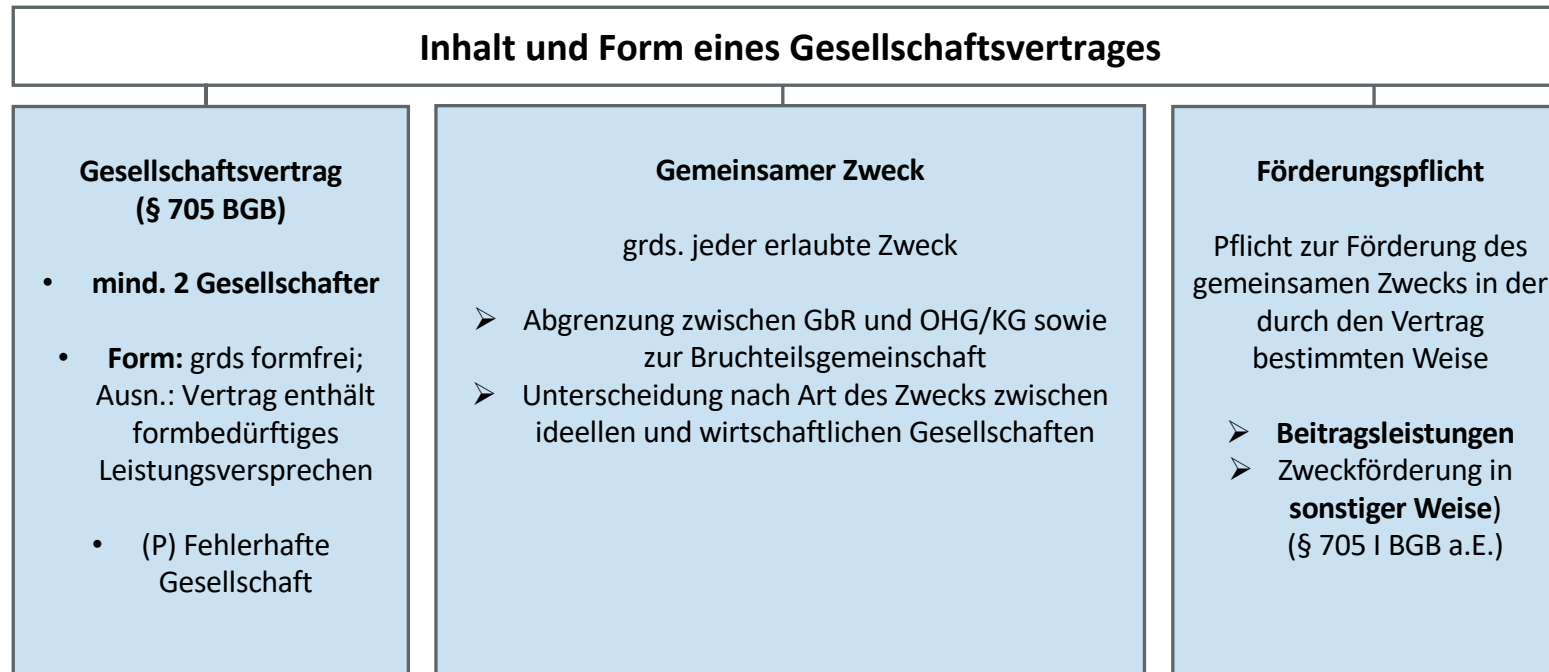 Inhalt und Form eines Gesellschaftsvertrages
Gesellschaftsvertrag
(§ 705 BGB)
• mind. 2 Gesellschafter
• Form: grds formfrei;
Ausn.: Vertrag enthält
formbedürftiges
Leistungsversprechen
• (P) Fehlerhafte
Gesellschaft
Gemeinsamer Zweck
grds. jeder erlaubte Zweck
➢ Abgrenzung zwischen GbR und OHG/KG sowie
zur Bruchteilsgemeinschaft
➢ Unterscheidung nach Art des Zwecks zwischen
ideellen und wirtschaftlichen Gesellschaften
Förderungspflicht
Pflicht zur Förderung des
gemeinsamen Zwecks in der
durch den Vertrag
bestimmten Weise
➢ Beitragsleistungen
➢ Zweckförderung in
sonstiger Weise)
(§ 705 I BGB a.E.)